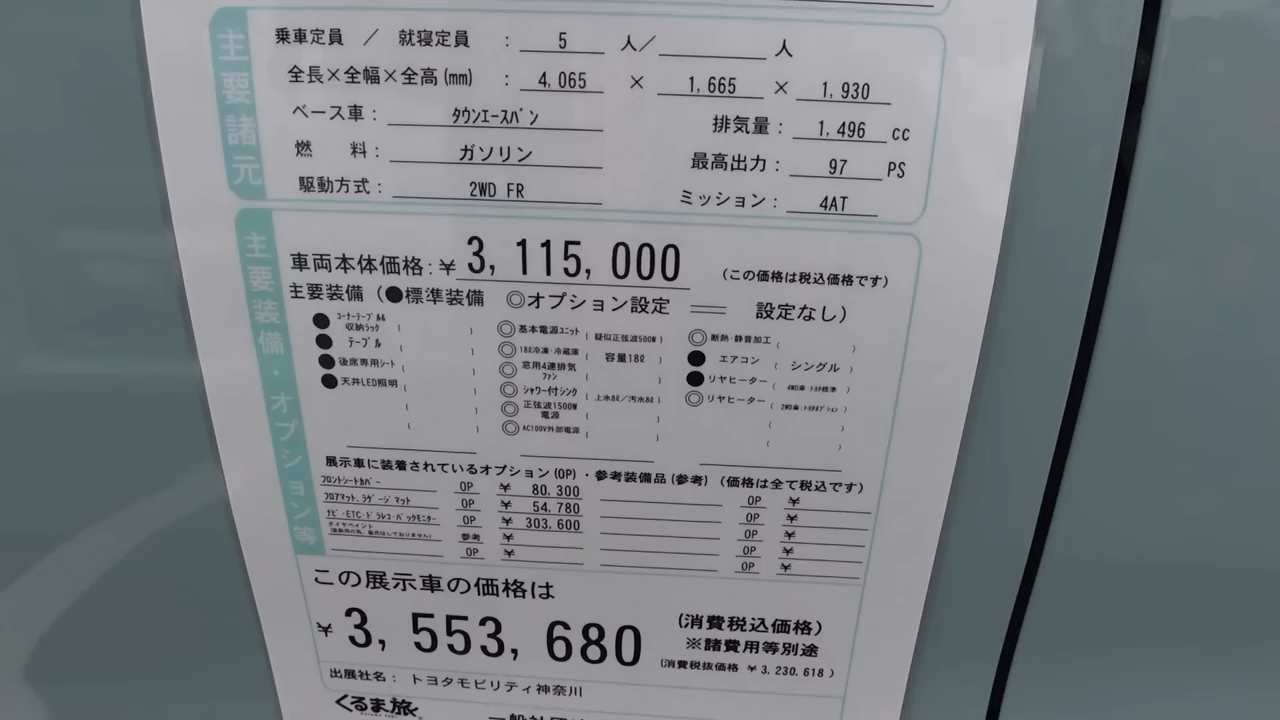 主要諸元
乗車定員 ／ 就寝定員 : 5 人／ 人
全長×全幅×全高(mm) : 4,065 × 1,665 × 1,930
ベース車: ﾀｳﾝｴｰｽﾊﾞﾝ 排気量: 1,496 cc
燃 料: ガソリン 最高出力: 97 PS
駆動方式: 2WD FR ミッション: 4AT
主要装備・オプション等
車両本体価格:￥3,115,000 (この価格は税込価格です)
主要装備 (●標準装備 ◎オプション設定 ＝ 設定なし)
● ｺｰﾅｰﾃｰﾌﾞﾙ& 収納ﾗｯｸ ( )
● テーブル ( )
● 後席専用ｼｰﾄ ( )
● 天井LED照明 ( )
◎ 基本電源ﾕﾆｯﾄ ( 疑似正弦波500W )
◎ 18ℓ冷凍・冷蔵庫 ( 容量18ℓ )
◎ 窓用4連排気ファン ( )
◎ シャワー付シンク ( 上水8ℓ／汚水8ℓ )
◎ 正弦波1500W電源 ( )
◎ AC100V外部電源 ( )
◎ 断熱・静音加工 ( )
● エアコン ( シングル )
● リヤヒーター ( 4WD車:ﾄﾖﾀ標準 )
◎ リヤヒーター ( 2WD車:ﾄﾖﾀｵﾌﾟｼｮﾝ )
展示車に装着されているオプション(OP)・参考装備品(参考) (価格は全て税込です)
ﾌﾛﾝﾄｼｰﾄｶﾊﾞｰ OP ￥ 80,300 OP ￥
ﾌﾛｱﾏｯﾄ、ﾗｹﾞｰｼﾞﾏｯﾄ OP ￥ 54,780 OP ￥
ﾅﾋﾞ・ETC・ﾄﾞﾗﾚｺ・ﾊﾞｯｸﾓﾆﾀｰ OP ￥ 303,600 OP ￥
参考 ￥ OP ￥
OP ￥ OP ￥
この展示車の価格は
￥3,553,680 (消費税込価格)
※諸費用等別途
(消費税抜価格 ￥3,230,618)
出展社名: トヨタモビリティ神奈川
くるま旅